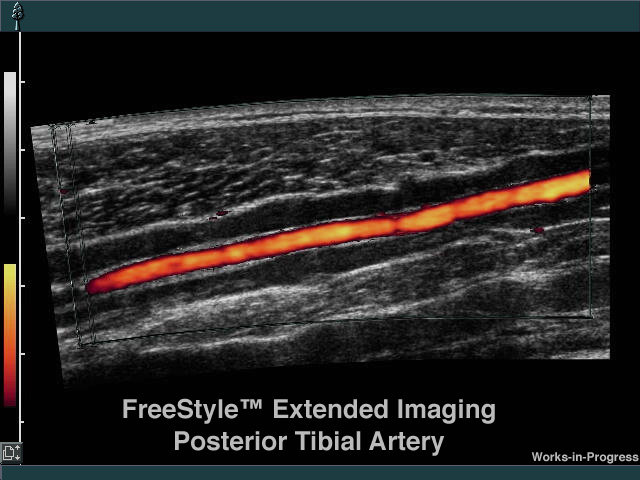 FreeStyle™ Extended Imaging
Posterior Tibial Artery
Works-in-Progress